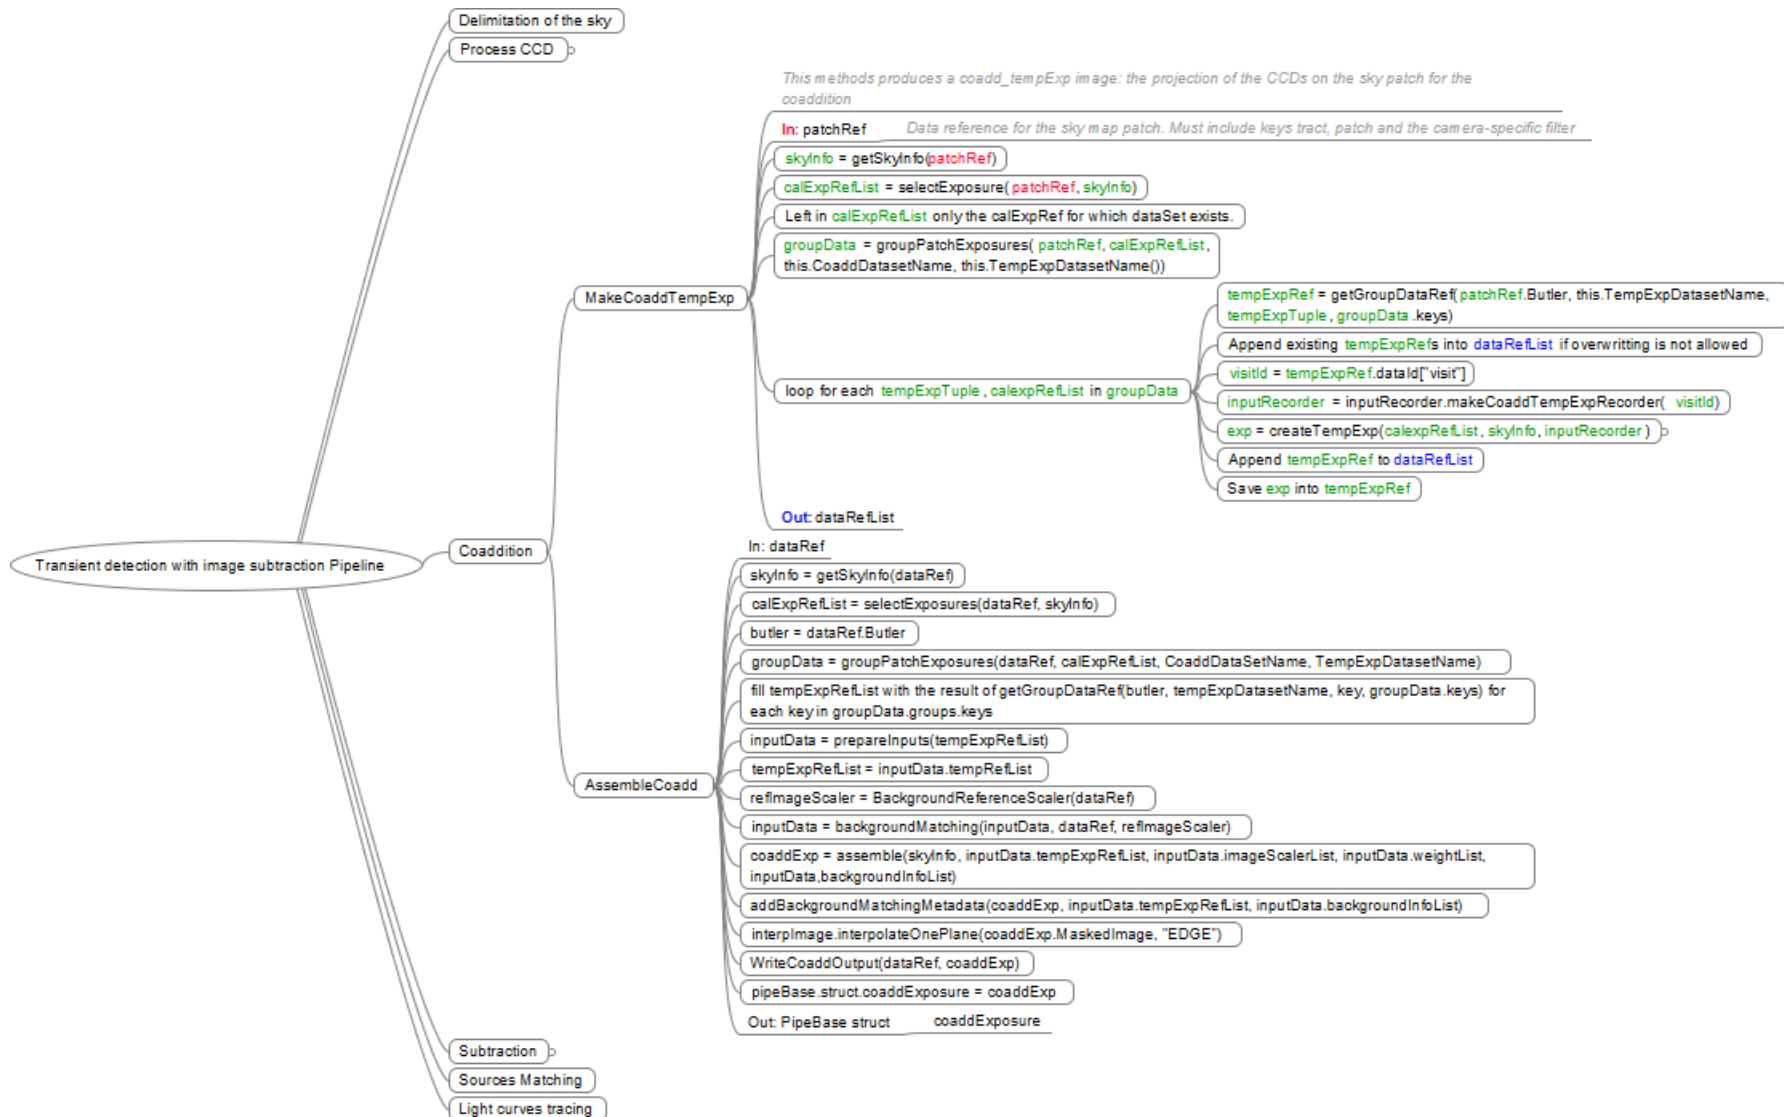 Delimitation of the sky
Process CCD
This methods produces a coadd_tempExp image: the projection of the CCDs on the sky patch for the
coaddition
In: patchRef
Data reference for the sky map patch. Must include keys tract, patch and the camera-specific filter
skyInfo = getSkyInfo(patchRef)
calExpRefList = selectExposure( patchRef, skyInfo)
Left in calExpRefList only the calExpRef for which dataSet exists.
groupData = groupPatchExposures( patchRef, calExpRefList,
this.CoaddDatasetName, this.TempExpDatasetName())
MakeCoaddTempExp
tempExpRef = getGroupDataRef( patchRef.Butler, this.TempExpDatasetName,
tempExpTuple, groupData .keys)
Append existing tempExpRefs into dataRefList if overwritting is not allowed
visitId = tempExpRef.dataId["visit"]
loop for each tempExpTuple, calexpRefList in groupData
inputRecorder = inputRecorder.makeCoaddTempExpRecorder( visitId)
exp = createTempExp(calexpRefList, skyInfo, inputRecorder )
Append tempExpRef to dataRefList
Save exp into tempExpRef
Out: dataRefList
Coaddition
Transient detection with image subtraction Pipeline
In: dataRef
skyInfo = getSkyInfo(dataRef)
calExpRefList = selectExposures(dataRef, skyInfo)
butler = dataRef.Butler
groupData = groupPatchExposures(dataRef, calExpRefList, CoaddDataSetName, TempExpDatasetName)
fill tempExpRefList with the result of getGroupDataRef(butler, tempExpDatasetName, key, groupData.keys) for
each key in groupData.groups.keys
inputData = prepareInputs(tempExpRefList)
tempExpRefList = inputData.tempRefList
AssembleCoadd
refImageScaler = BackgroundReferenceScaler(dataRef)
inputData = backgroundMatching(inputData, dataRef, refImageScaler)
coaddExp = assemble(skyInfo, inputData.tempExpRefList, inputData.imageScalerList, inputData.weightList,
inputData,backgroundInfoList)
addBackgroundMatchingMetadata(coaddExp, inputData.tempExpRefList, inputData.backgroundInfoList)
interpImage.interpolateOnePlane(coaddExp.MaskedImage, "EDGE")
WriteCoaddOutput(dataRef, coaddExp)
pipeBase.struct.coaddExposure = coaddExp
Out: PipeBase struct
coaddExposure
Subtraction
Sources Matching
Light curves tracing